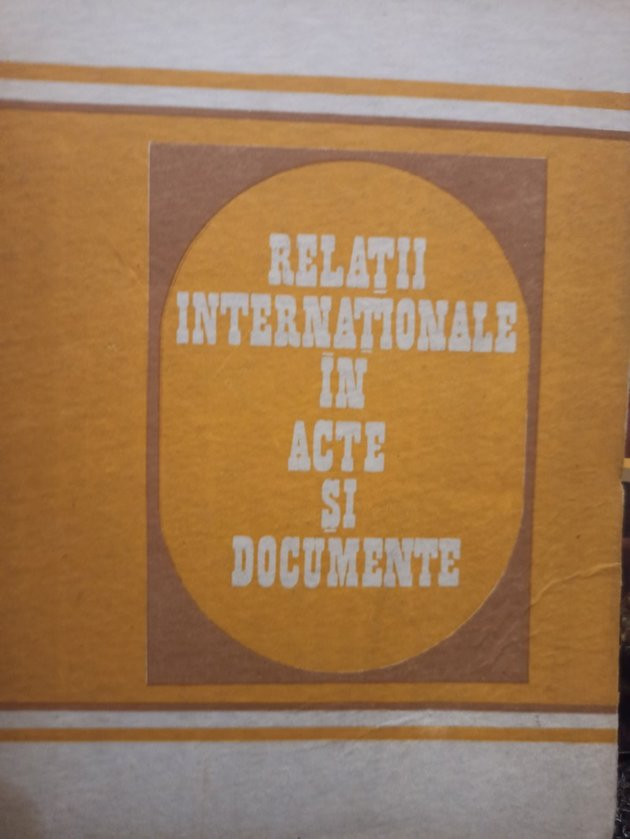 RELAȚII
INTERNAȚIONALE
ÎN
ACTE
ȘI
DOCUMENTE